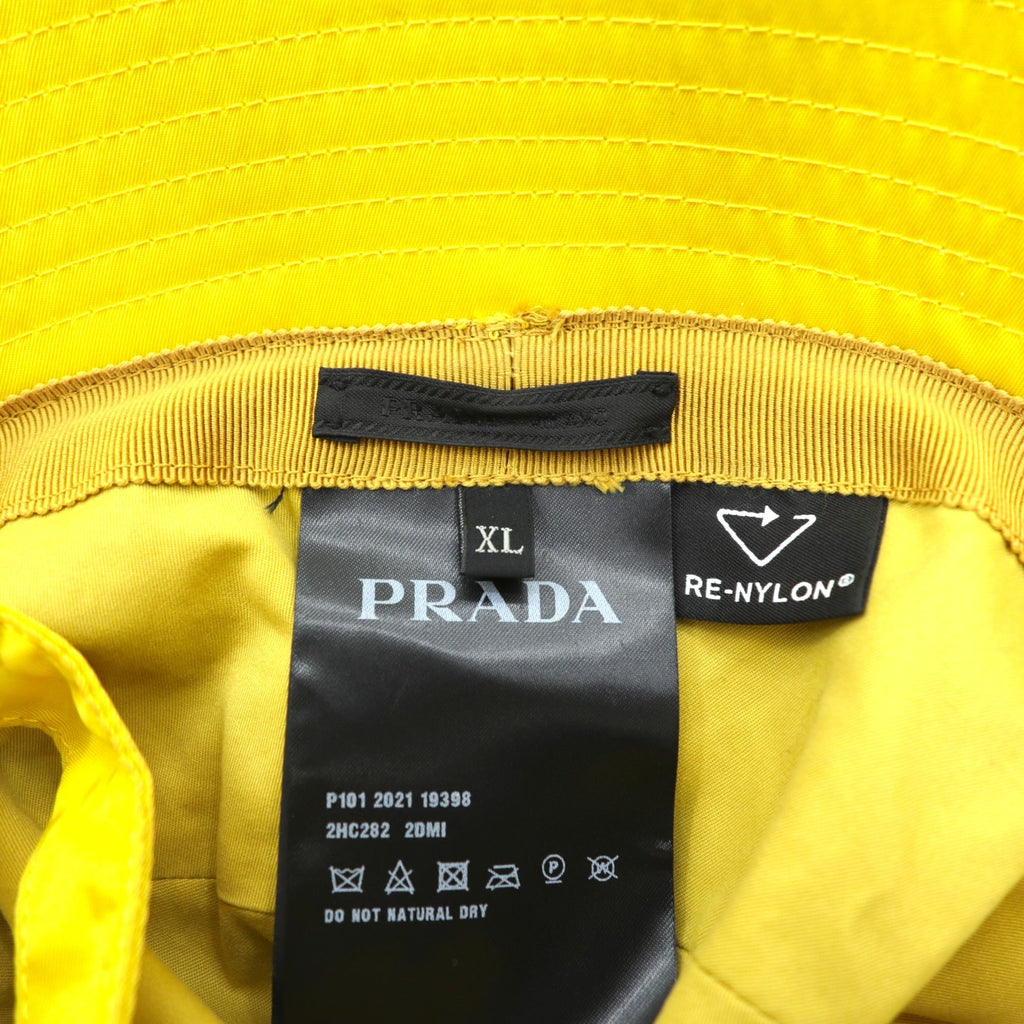 XL
PRADA
RE-NYLON®
P101 2021 19398
2HC282 2DMI
P
W
DO NOT NATURAL DRY